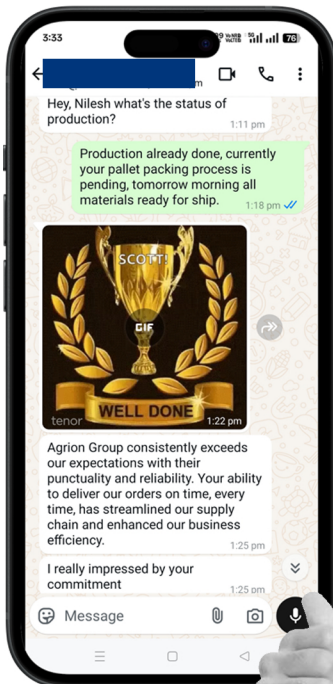 3:33
76
m
Hey, Nilesh what's the status of
production?
1:11 pm
Production already done, currently
your pallet packing process is
pending, tomorrow morning all
materials ready for ship.
1:18 pm
SCOTT!
GIF
WELL DONE
tenor
1:22 pm
Agrion Group consistently exceeds
our expectations with their
punctuality and reliability. Your ability
to deliver our orders on time, every
time, has streamlined our supply
chain and enhanced our business
efficiency.
1:25 pm
I really impressed by your
commitment
1:25 pm
Message